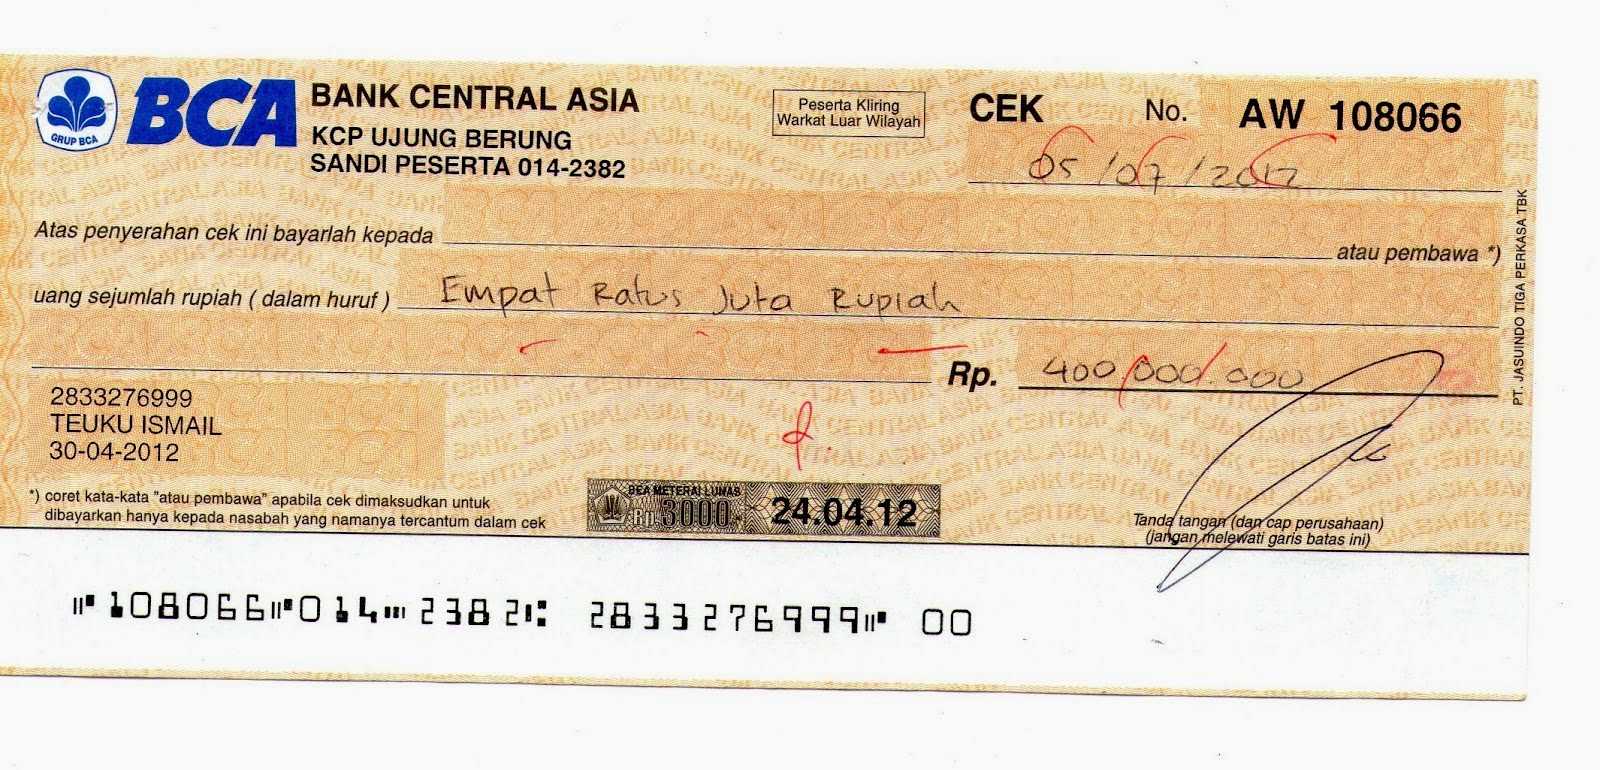 GRUP BCA
BCA
BANK CENTRAL ASIA
KCP UJUNG BERUNG
SANDI PESERTA 014-2382
Peserta Kliring
Warkat Luar Wilayah
CEK No. AW 108066
05/07/2012
Atas penyerahan cek ini bayarlah kepada atau pembawa *)
uang sejumlah rupiah ( dalam huruf ) Empat Ratus Juta Rupiah
Rp. 400.000.000
2833276999
TEUKU ISMAIL
30-04-2012
*) coret kata-kata "atau pembawa" apabila cek dimaksudkan untuk
dibayarkan hanya kepada nasabah yang namanya tercantum dalam cek
BEA METERAI LUNAS
Rp. 3000 24.04.12
Tanda tangan (dan cap perusahaan)
(jangan melewati garis batas ini)
PT. JASUINDO TIGA PERKASA TBK
⑈108066⑈014⑉2382⑆ 2833276999⑈ 00